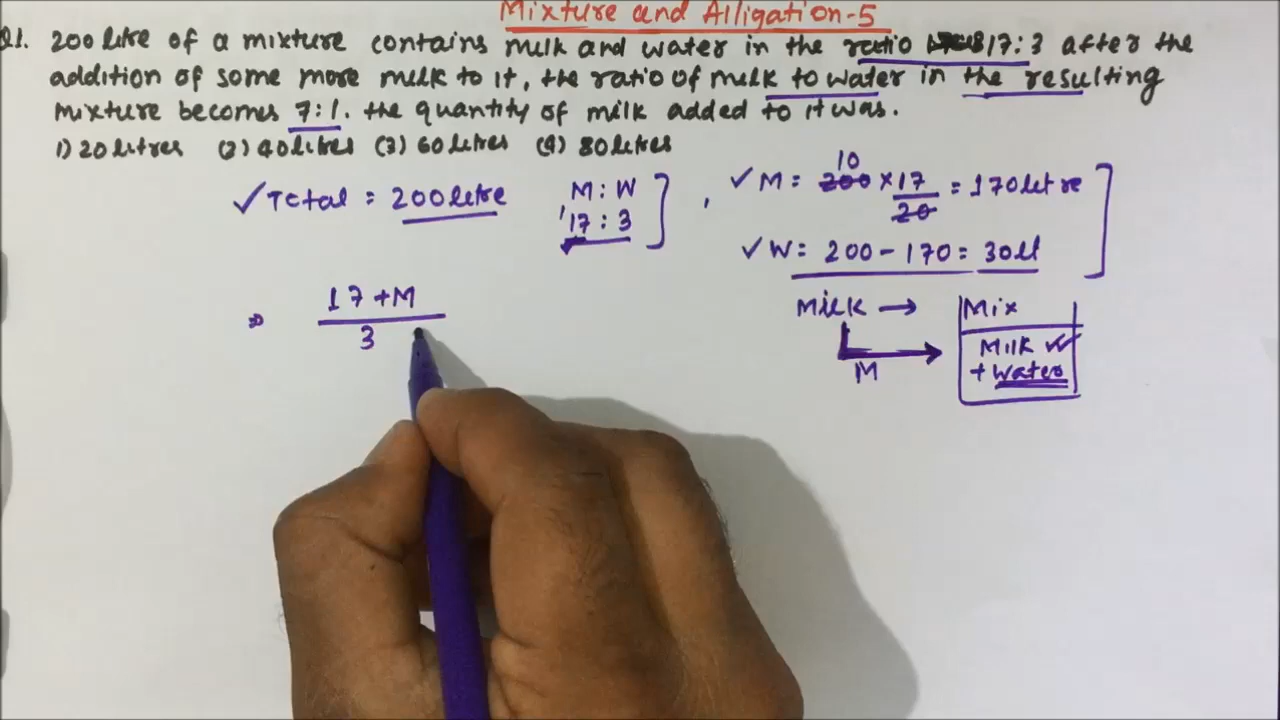 Mixture and Alligation-5
Q1. 200 litre of a mixture contains milk and water in the ratio 17:3 after the
addition of some more milk to it, the ratio of milk to water in the resulting
mixture becomes 7:1. the quantity of milk added to it was.
1) 20 litres (2) 40 litres (3) 60 litres (4) 80 litres
✓ Total = 200 litre
M : W
17 : 3
,
10
✓ M = 200 × 17/20 = 170 litre
✓ W = 200 - 170 = 30 lt
⇒ 17 + M
3
Milk →
M
Mix
Milk ✓
+ water